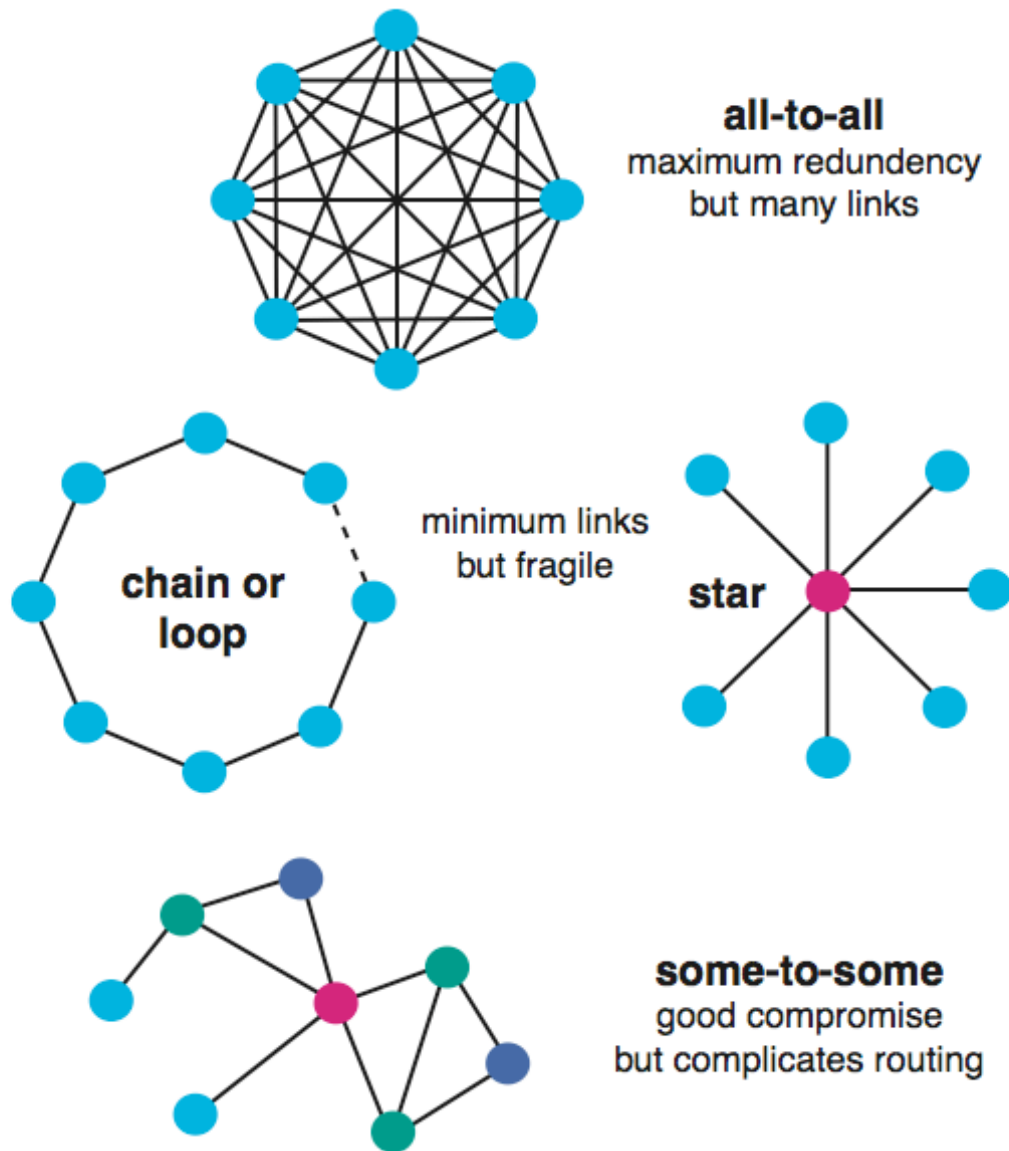 all-to-all
maximum redundency
but many links
minimum links
but fragile
chain or
loop
star
some-to-some
good compromise
but complicates routing